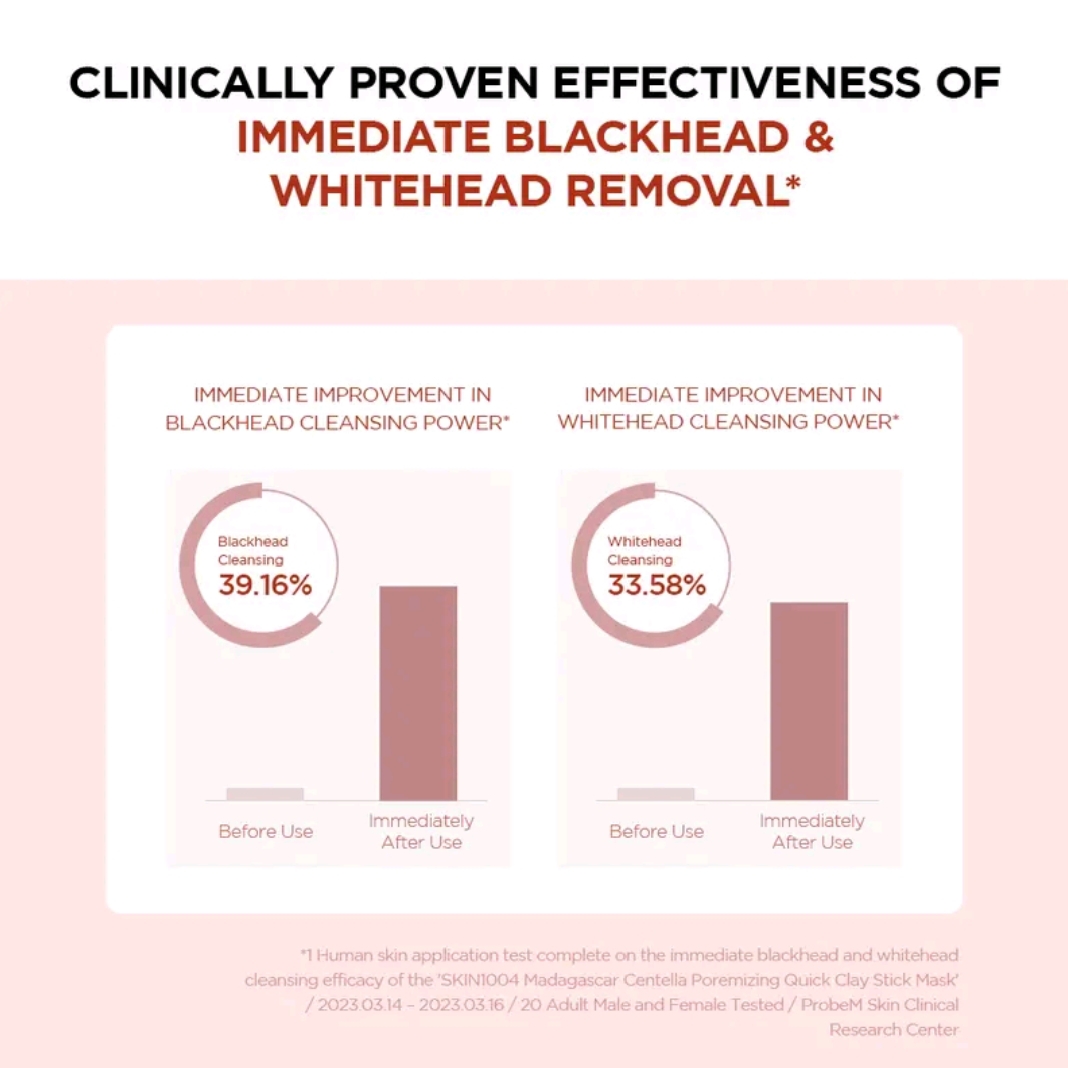 CLINICALLY PROVEN EFFECTIVENESS OF
IMMEDIATE BLACKHEAD &
WHITEHEAD REMOVAL*
IMMEDIATE IMPROVEMENT IN
BLACKHEAD CLEANSING POWER*
Blackhead
Cleansing
39.16%
Before Use
Immediately
After Use
IMMEDIATE IMPROVEMENT IN
WHITEHEAD CLEANSING POWER*
Whitehead
Cleansing
33.58%
Before Use
Immediately
After Use
*1 Human skin application test complete on the immediate blackhead and whitehead
cleansing efficacy of the 'SKIN1004 Madagascar Centella Poremizing Quick Clay Stick Mask'
/ 2023.03.14 – 2023.03.16 / 20 Adult Male and Female Tested / ProbeM Skin Clinical
Research Center